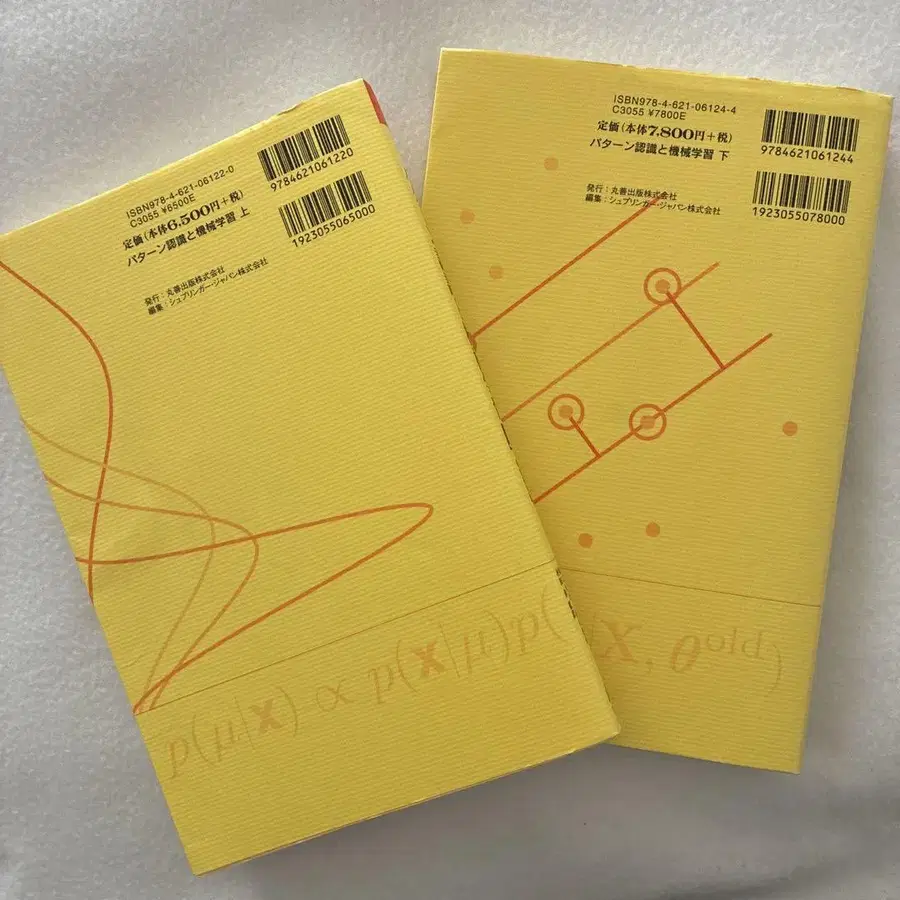 ISBN978-4-621-06122-0
C3055 ¥6500E
定価(本体6,500円+税)
パターン認識と機械学習 上
発行:丸善出版株式会社
編集:シュプリンガー・ジャパン株式会社
9784621061220
1923055065000
p(μ|x) ∝ p(x|μ)p(
ISBN978-4-621-06124-4
C3055 ¥7800E
定価(本体7,800円+税)
パターン認識と機械学習 下
発行:丸善出版株式会社
編集:シュプリンガー・ジャパン株式会社
9784621061244
1923055078000
X, θold)